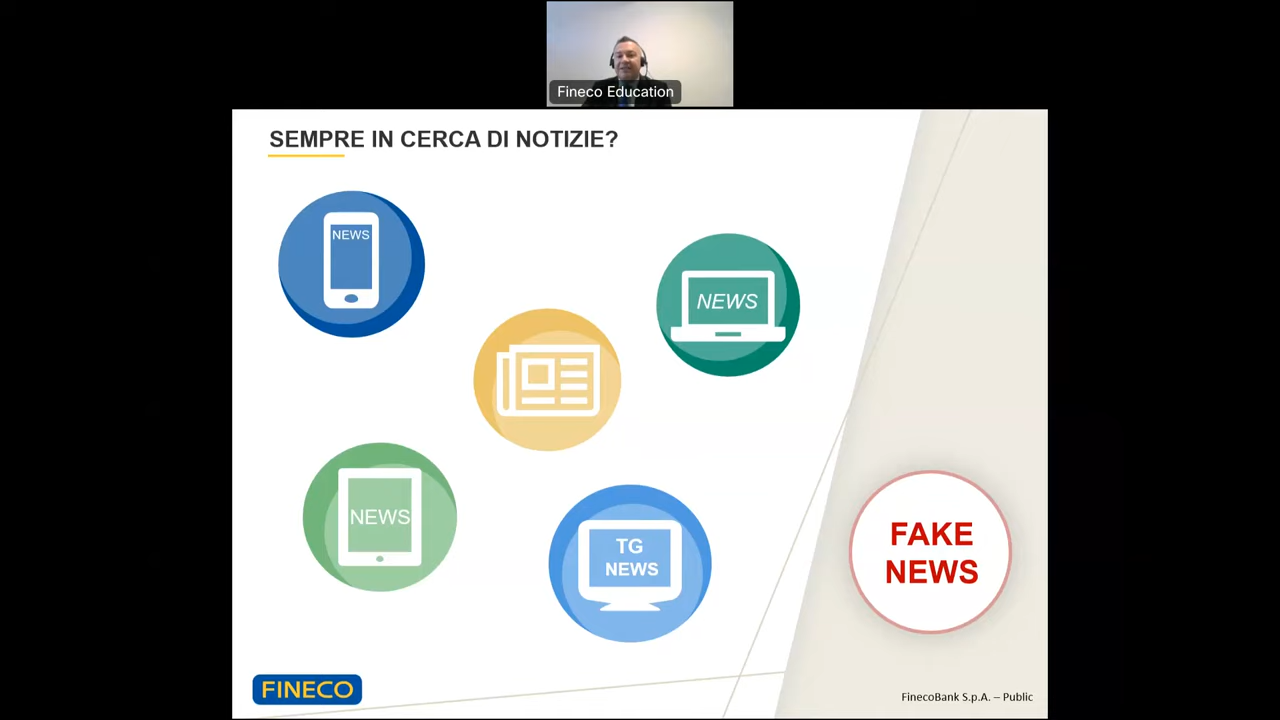 Fineco Education
SEMPRE IN CERCA DI NOTIZIE?
NEWS
NEWS
NEWS
TG
NEWS
FAKE
NEWS
FINECO
FinecoBank S.p.A. – Public